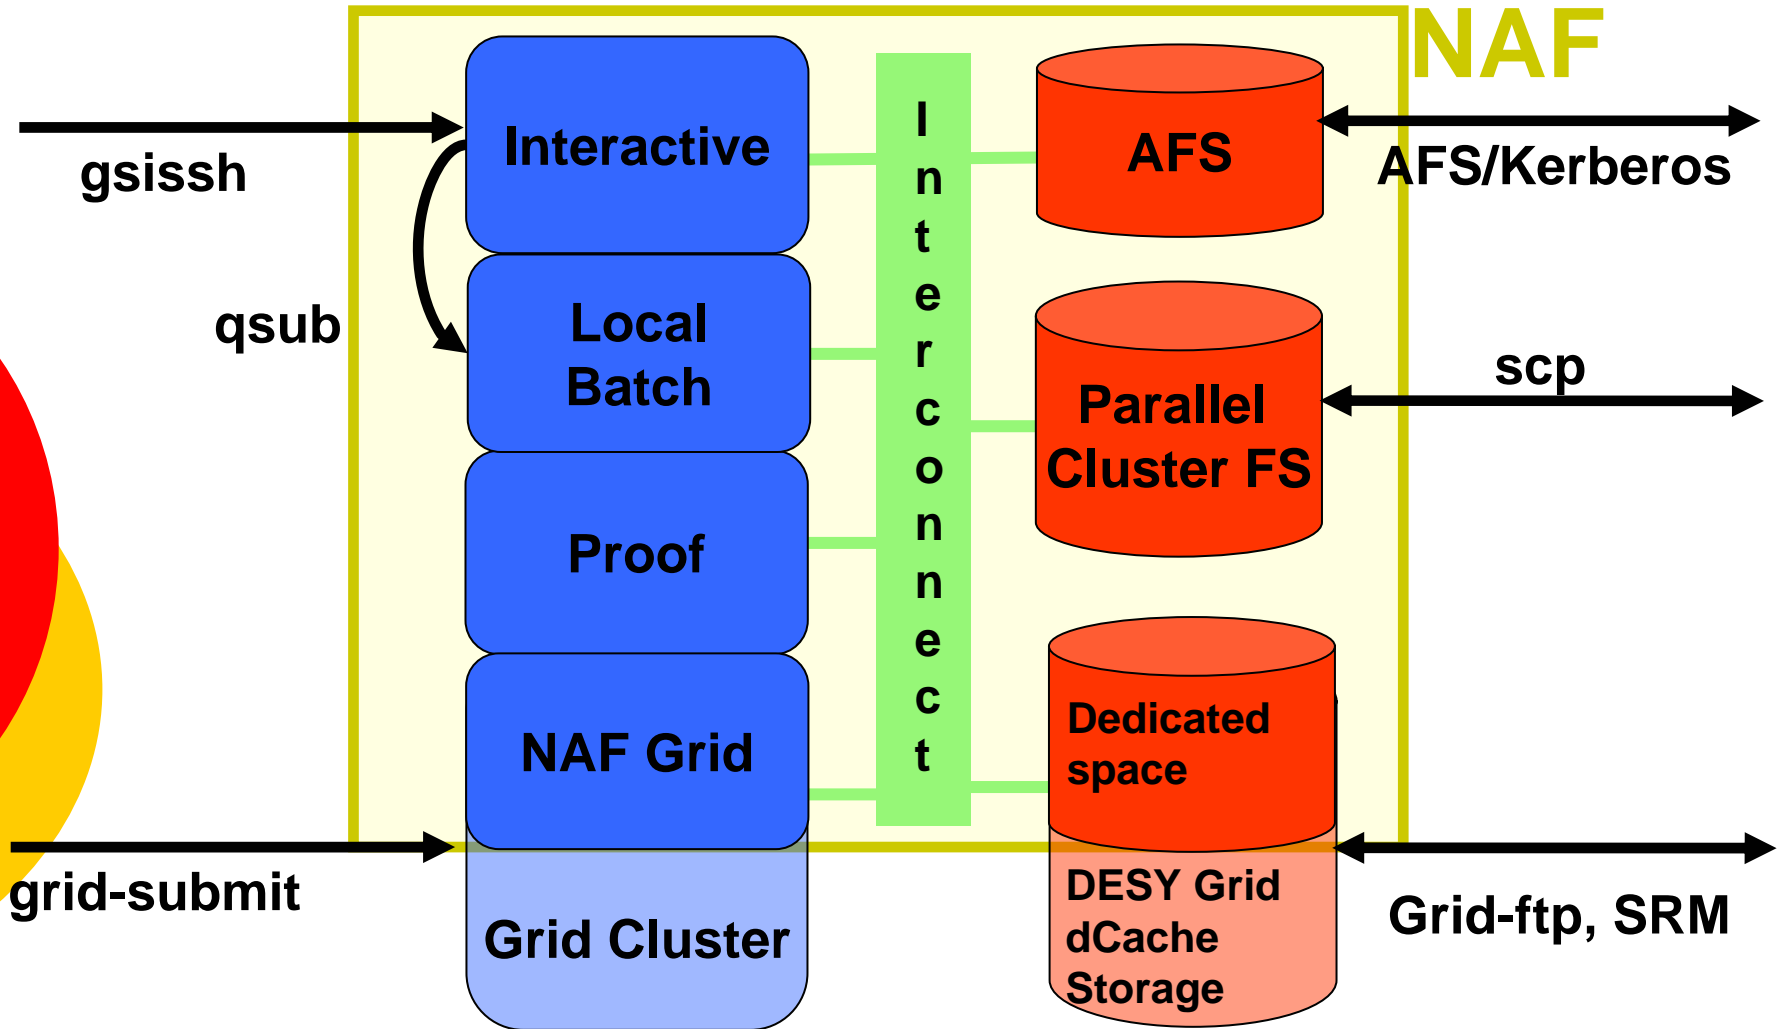 NAF
gsissh
Interactive
qsub
Local
Batch
Proof
NAF Grid
grid-submit
Grid Cluster
I
n
t
e
r
c
o
n
n
e
c
t
AFS
AFS/Kerberos
Parallel
Cluster FS
scp
Dedicated
space
DESY Grid
dCache
Storage
Grid-ftp, SRM